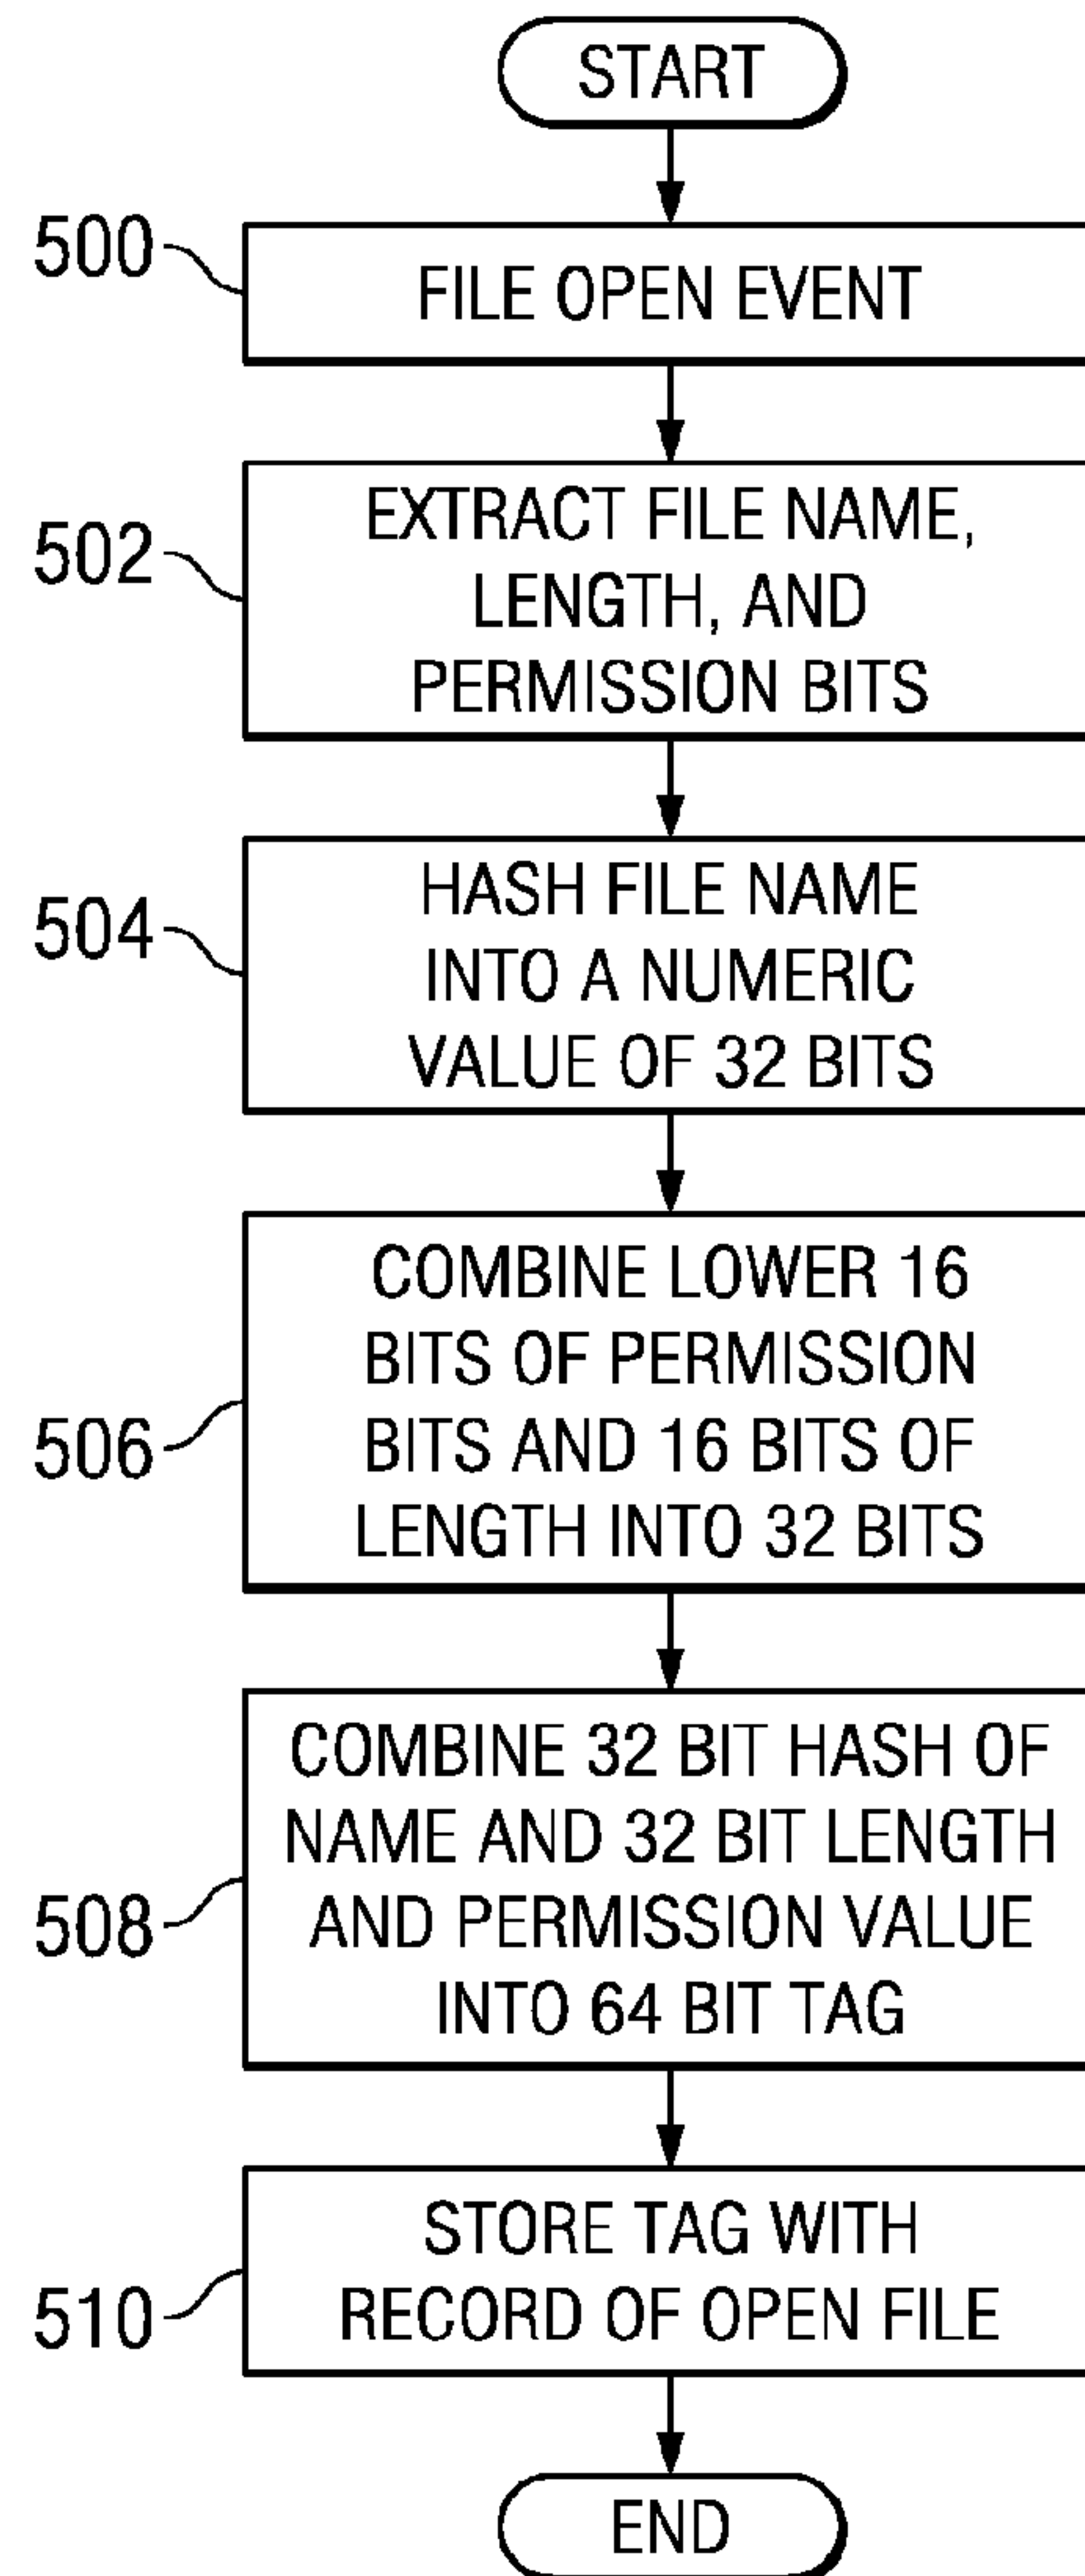 START
500
FILE OPEN EVENT
502
EXTRACT FILE NAME,
LENGTH, AND
PERMISSION BITS
504
HASH FILE NAME
INTO A NUMERIC
VALUE OF 32 BITS
506
COMBINE LOWER 16
BITS OF PERMISSION
BITS AND 16 BITS OF
LENGTH INTO 32 BITS
508
COMBINE 32 BIT HASH OF
NAME AND 32 BIT LENGTH
AND PERMISSION VALUE
INTO 64 BIT TAG
510
STORE TAG WITH
RECORD OF OPEN FILE
END